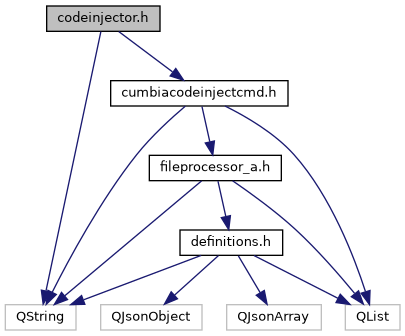 codeinjector.h
cumbiacodeinjectcmd.h
fileprocessor_a.h
definitions.h
QString
QJsonObject
QJsonArray
QList